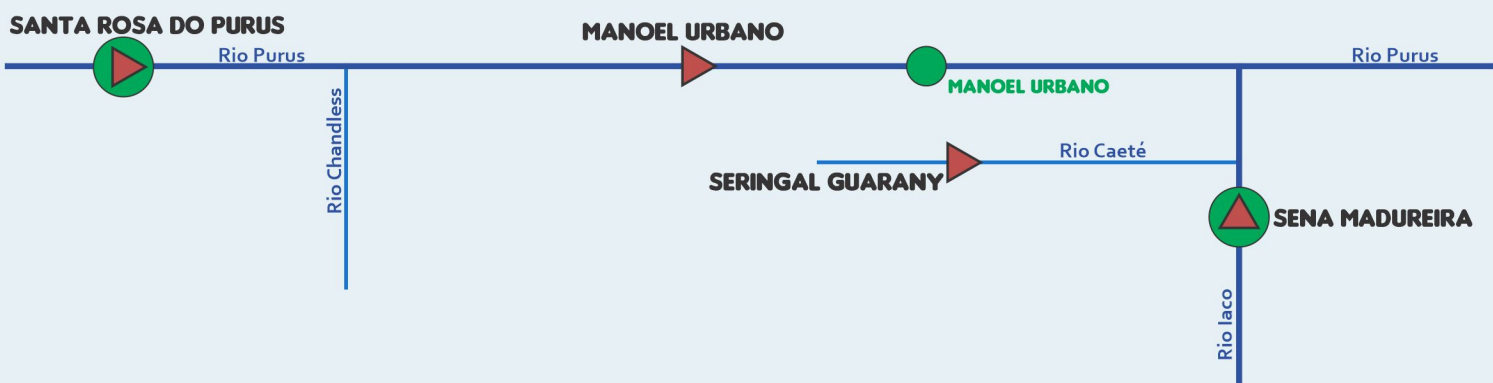 SANTA ROSA DO PURUS
MANOEL URBANO
Rio Purus
Rio Purus
MANOEL URBANO
Rio Chandless
Rio Caeté
SERINGAL GUARANY
SENA MADUREIRA
Rio Iaco